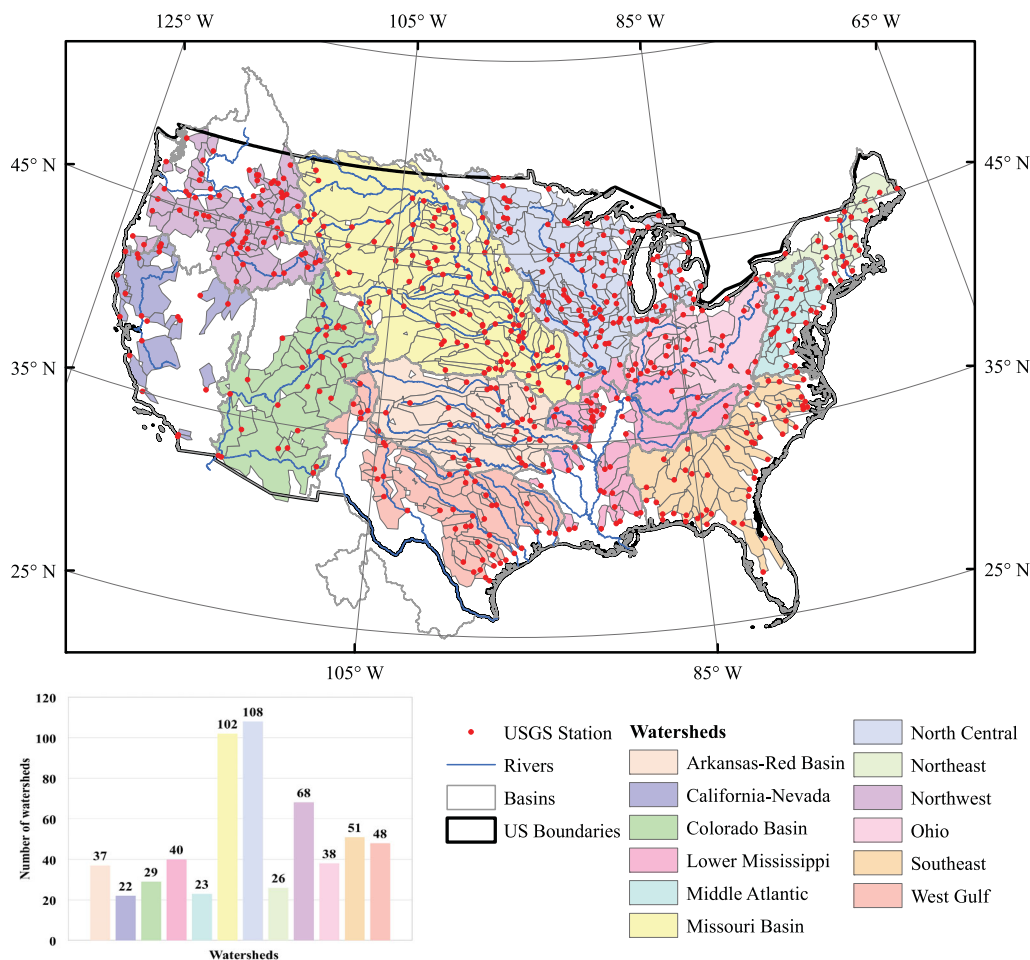 125° W 105° W 85° W 65° W
45° N 45° N
35° N 35° N
25° N 25° N
105° W 85° W
120
100
80
60
40
20
0
Number of watersheds
37
22
29
40
23
102
108
26
68
38
51
48
Watersheds
USGS Station
Rivers
Basins
US Boundaries
Watersheds
Arkansas-Red Basin
California-Nevada
Colorado Basin
Lower Mississippi
Middle Atlantic
Missouri Basin
North Central
Northeast
Northwest
Ohio
Southeast
West Gulf